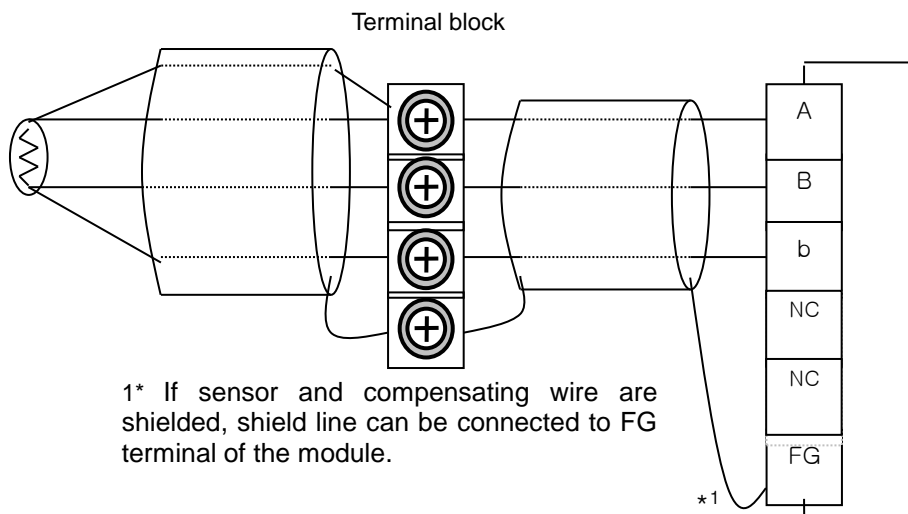 Terminal block
A
B
b
NC
NC
FG
1* If sensor and compensating wire are
shielded, shield line can be connected to FG
terminal of the module.
*1